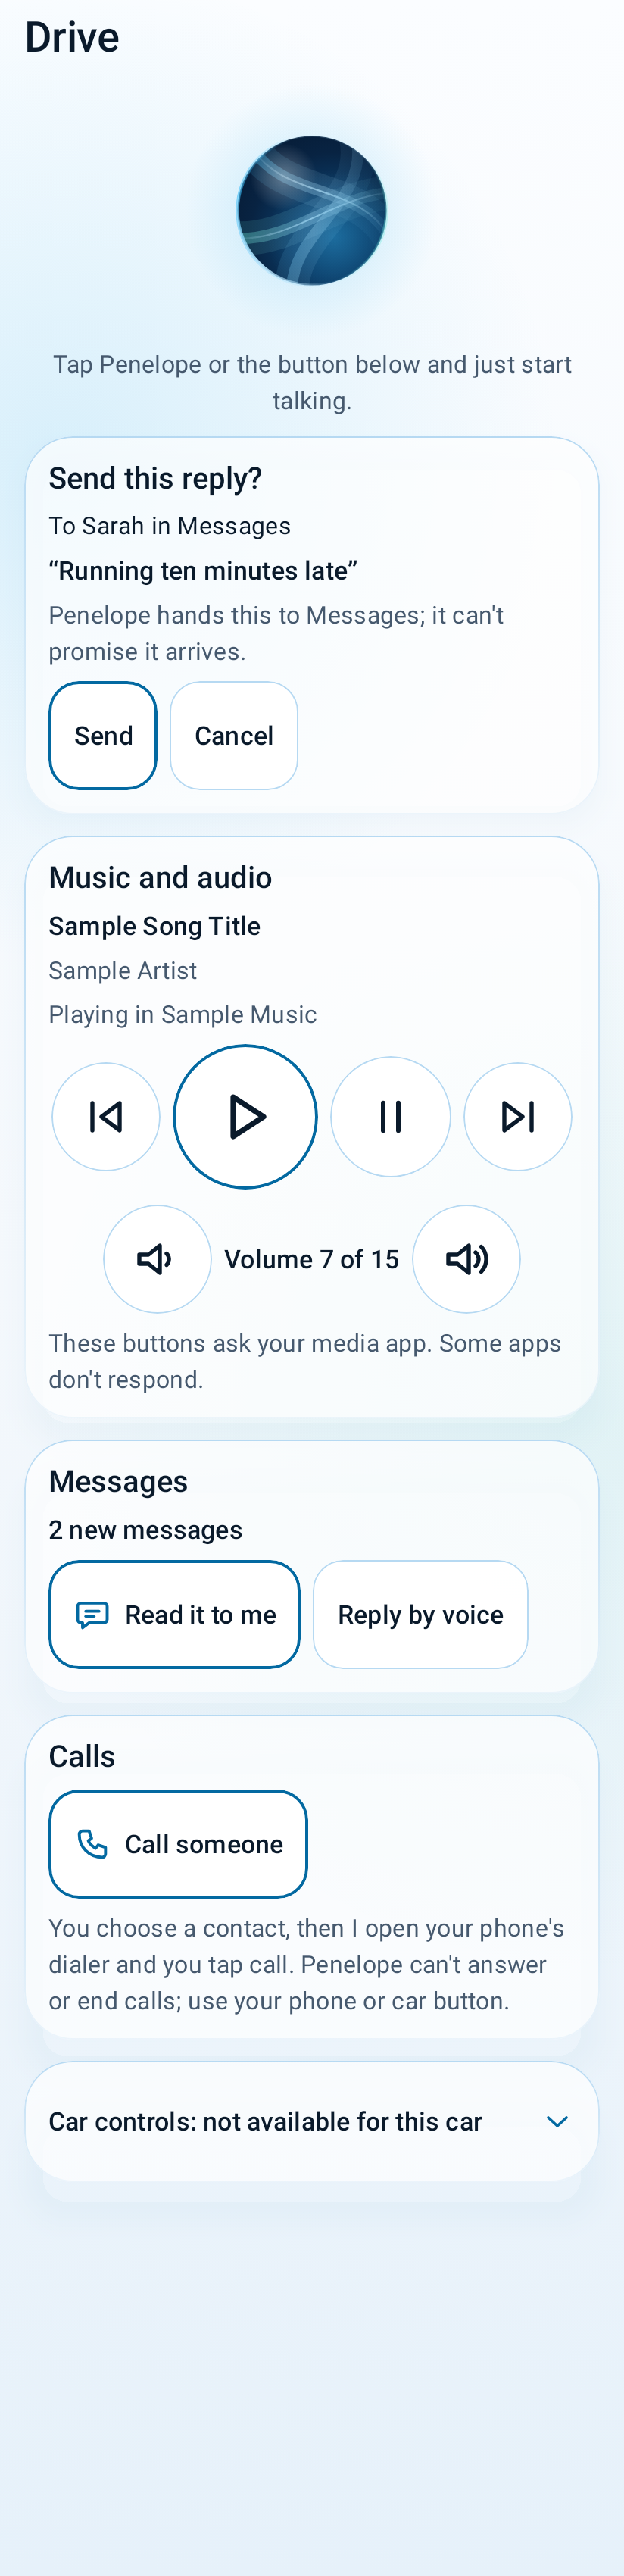 Drive
Tap Penelope or the button below and just start
talking.
Send this reply?
To Sarah in Messages
“Running ten minutes late”
Penelope hands this to Messages; it can't
promise it arrives.
Send
Cancel
Music and audio
Sample Song Title
Sample Artist
Playing in Sample Music
Volume 7 of 15
These buttons ask your media app. Some apps
don't respond.
Messages
2 new messages
Read it to me
Reply by voice
Calls
Call someone
You choose a contact, then I open your phone's
dialer and you tap call. Penelope can't answer
or end calls; use your phone or car button.
Car controls: not available for this car